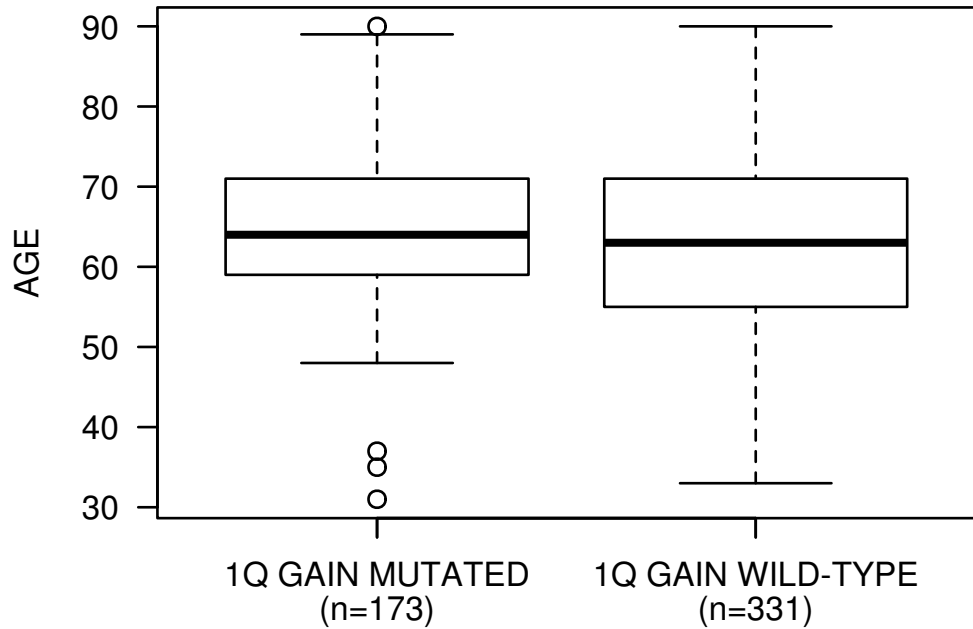 AGE
90
80
70
60
50
40
30
1Q GAIN MUTATED
(n=173)
1Q GAIN WILD-TYPE
(n=331)